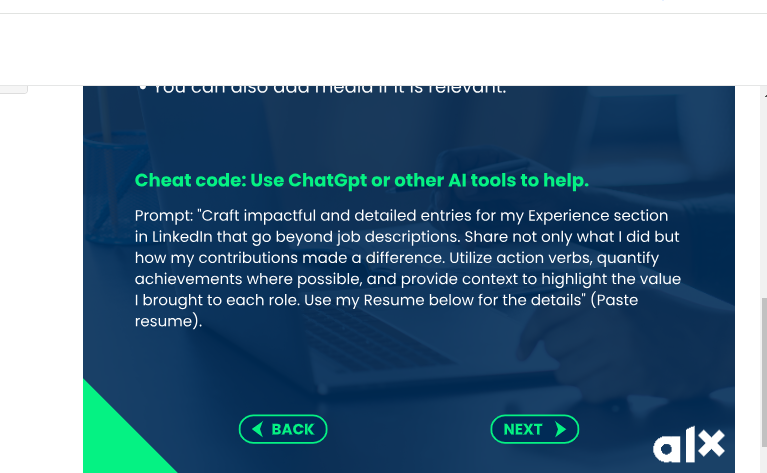 • You can also add media if it is relevant.
Cheat code: Use ChatGpt or other AI tools to help.
Prompt: "Craft impactful and detailed entries for my Experience section
in LinkedIn that go beyond job descriptions. Share not only what I did but
how my contributions made a difference. Utilize action verbs, quantify
achievements where possible, and provide context to highlight the value
I brought to each role. Use my Resume below for the details" (Paste
resume).
BACK
NEXT
alx